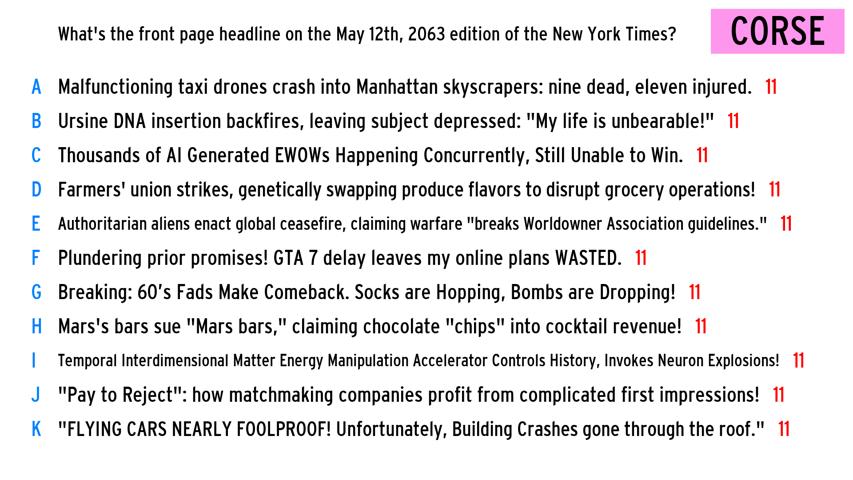 What's the front page headline on the May 12th, 2063 edition of the New York Times?
CORSE
A Malfunctioning taxi drones crash into Manhattan skyscrapers: nine dead, eleven injured. 11
B Ursine DNA insertion backfires, leaving subject depressed: "My life is unbearable!" 11
C Thousands of AI Generated EWOWs Happening Concurrently, Still Unable to Win. 11
D Farmers' union strikes, genetically swapping produce flavors to disrupt grocery operations! 11
E Authoritarian aliens enact global ceasefire, claiming warfare "breaks Worldowner Association guidelines." 11
F Plundering prior promises! GTA 7 delay leaves my online plans WASTED. 11
G Breaking: 60’s Fads Make Comeback. Socks are Hopping, Bombs are Dropping! 11
H Mars's bars sue "Mars bars," claiming chocolate "chips" into cocktail revenue! 11
I Temporal Interdimensional Matter Energy Manipulation Accelerator Controls History, Invokes Neuron Explosions! 11
J "Pay to Reject": how matchmaking companies profit from complicated first impressions! 11
K "FLYING CARS NEARLY FOOLPROOF! Unfortunately, Building Crashes gone through the roof." 11